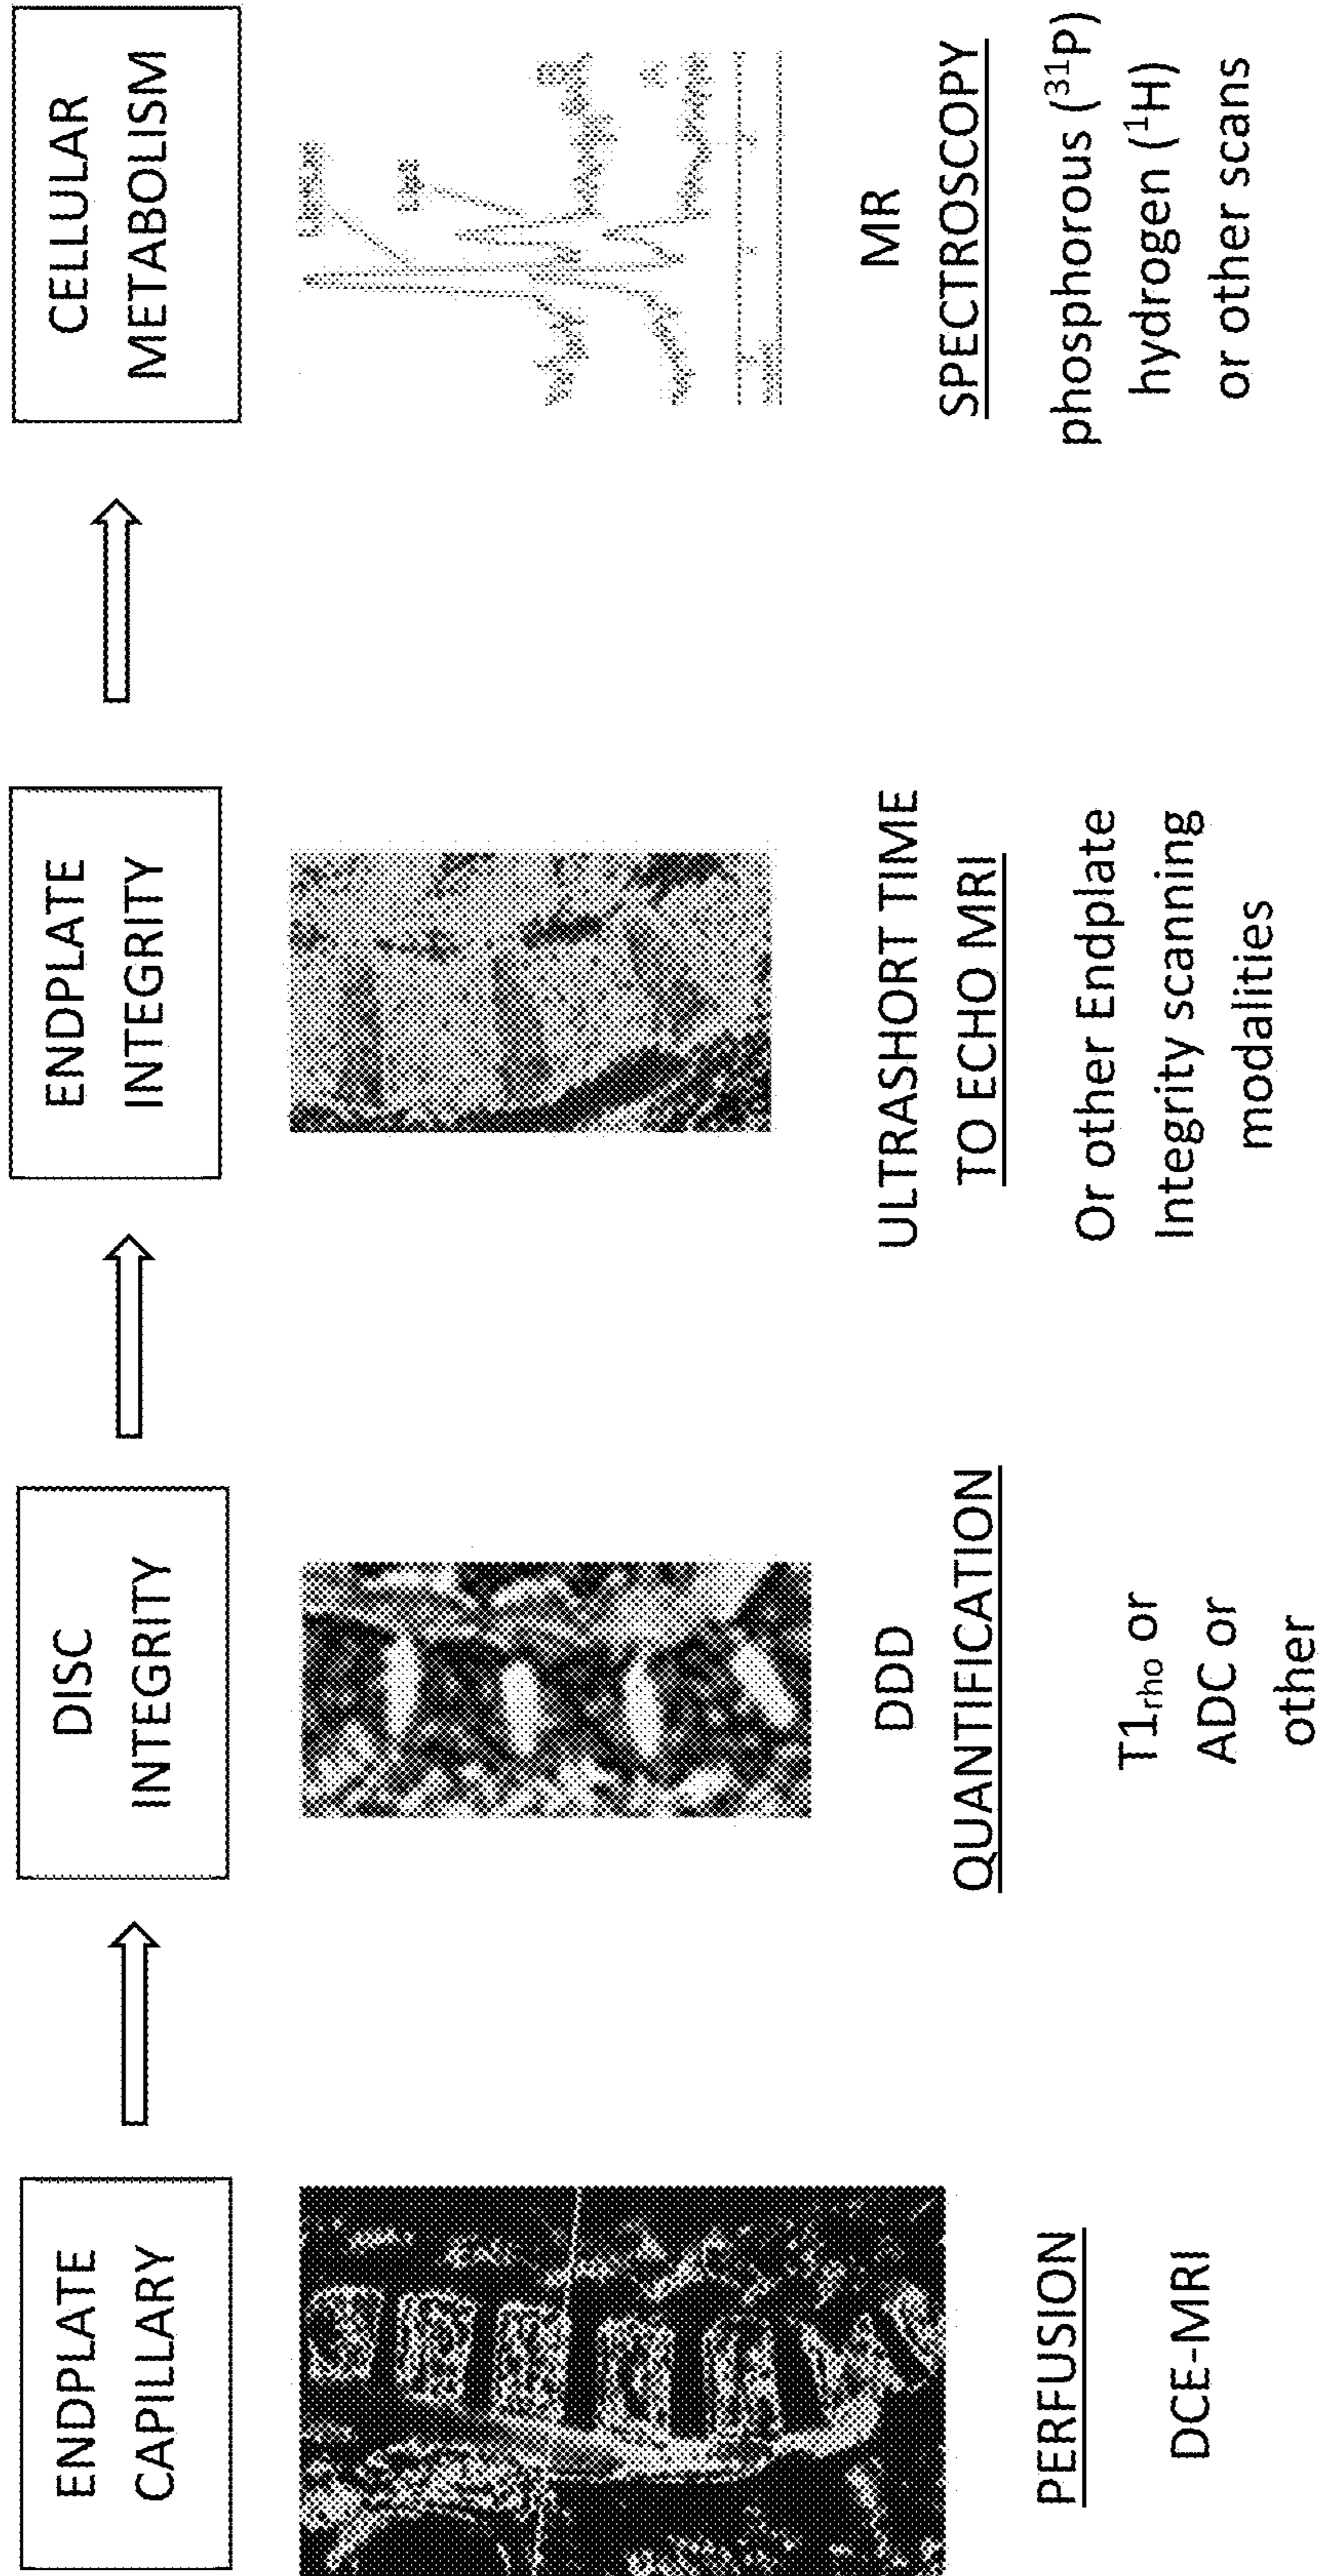 ENDPLATE
CAPILLARY
DISC
INTEGRITY
ENDPLATE
INTEGRITY
CELLULAR
METABOLISM
PERFUSION
DCE-MRI
DDD
QUANTIFICATION
T1rho or
ADC or
other
ULTRASHORT TIME
TO ECHO MRI
Or other Endplate
Integrity scanning
modalities
MR
SPECTROSCOPY
phosphorous (³¹P)
hydrogen (¹H)
or other scans